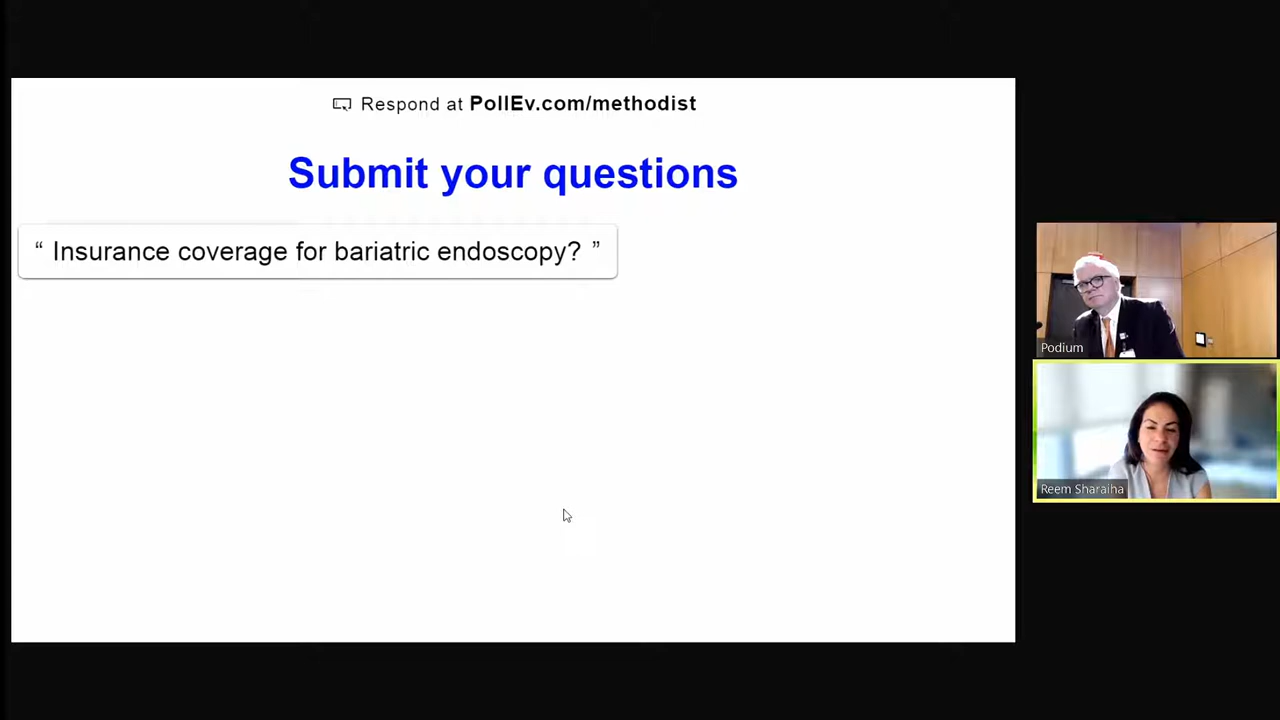 Respond at PollEv.com/methodist
Submit your questions
“ Insurance coverage for bariatric endoscopy? ”
Podium
Reem Sharaiha